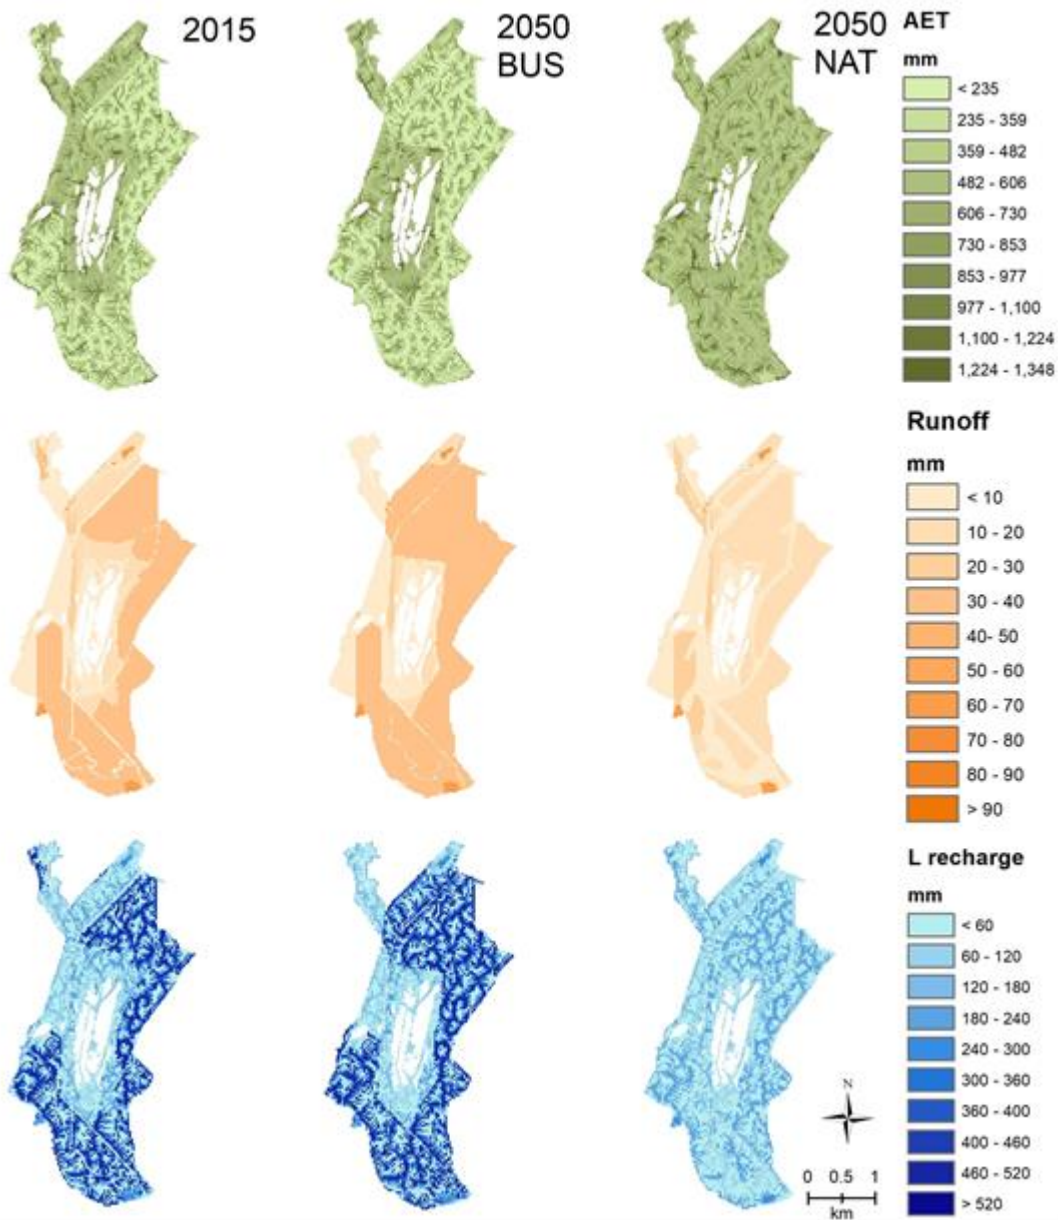 2015
2050
BUS
2050
NAT
AET
mm
< 235
235 - 359
359 - 482
482 - 606
606 - 730
730 - 853
853 - 977
977 - 1,100
1,100 - 1,224
1,224 - 1,348
Runoff
mm
< 10
10 - 20
20 - 30
30 - 40
40- 50
50 - 60
60 - 70
70 - 80
80 - 90
> 90
L recharge
mm
< 60
60 - 120
120 - 180
180 - 240
240 - 300
300 - 360
360 - 400
400 - 460
460 - 520
> 520
N
0 0.5 1
km